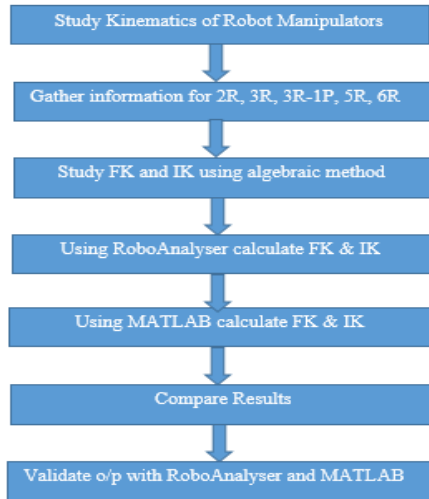 Study Kinematics of Robot Manipulators
Gather information for 2R, 3R, 3R-1P, 5R, 6R
Study FK and IK using algebraic method
Using RoboAnalyser calculate FK & IK
Using MATLAB calculate FK & IK
Compare Results
Validate o/p with RoboAnalyser and MATLAB